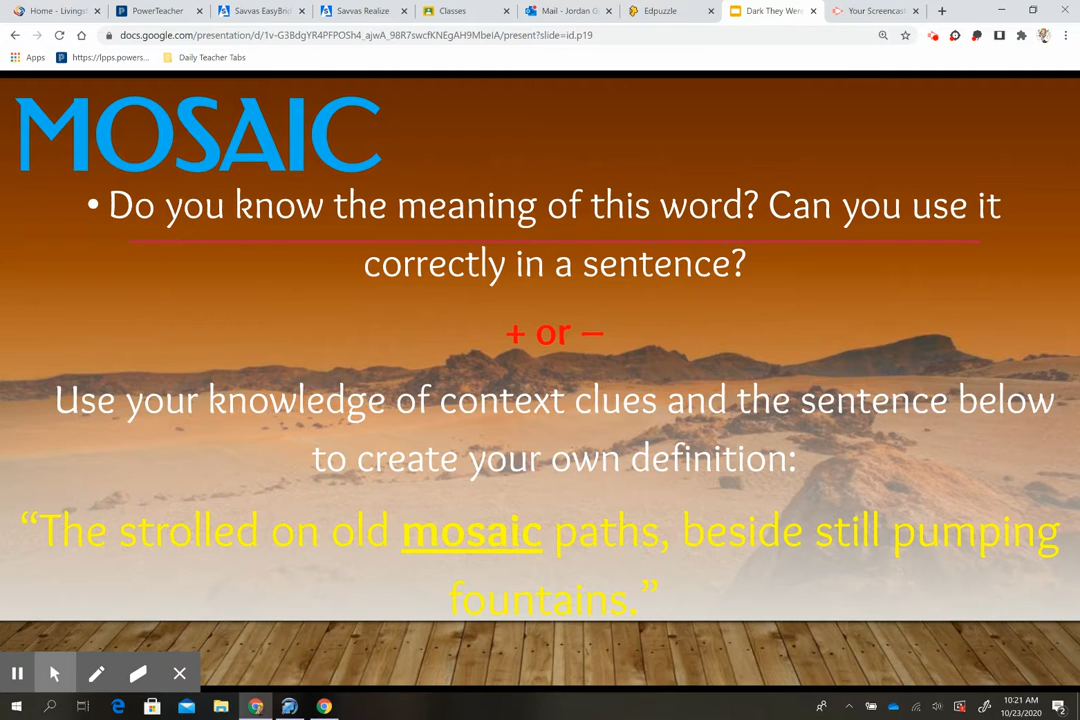 Home - Livings
PowerTeacher
Savvas EasyBrid
Savvas Realize
Classes
Mail - Jordan G
Edpuzzle
Dark They Were
Your Screencast
docs.google.com/presentation/d/1v-G3BdgYR4PFPOSh4_ajwA_98R7swcfKNEgAH9MbeIA/present?slide=id.p19
Apps
https://lpps.powers...
Daily Teacher Tabs
MOSAIC
• Do you know the meaning of this word? Can you use it
correctly in a sentence?
+ or –
Use your knowledge of context clues and the sentence below
to create your own definition:
“The strolled on old mosaic paths, beside still pumping
fountains.”
10:21 AM
10/23/2020
2